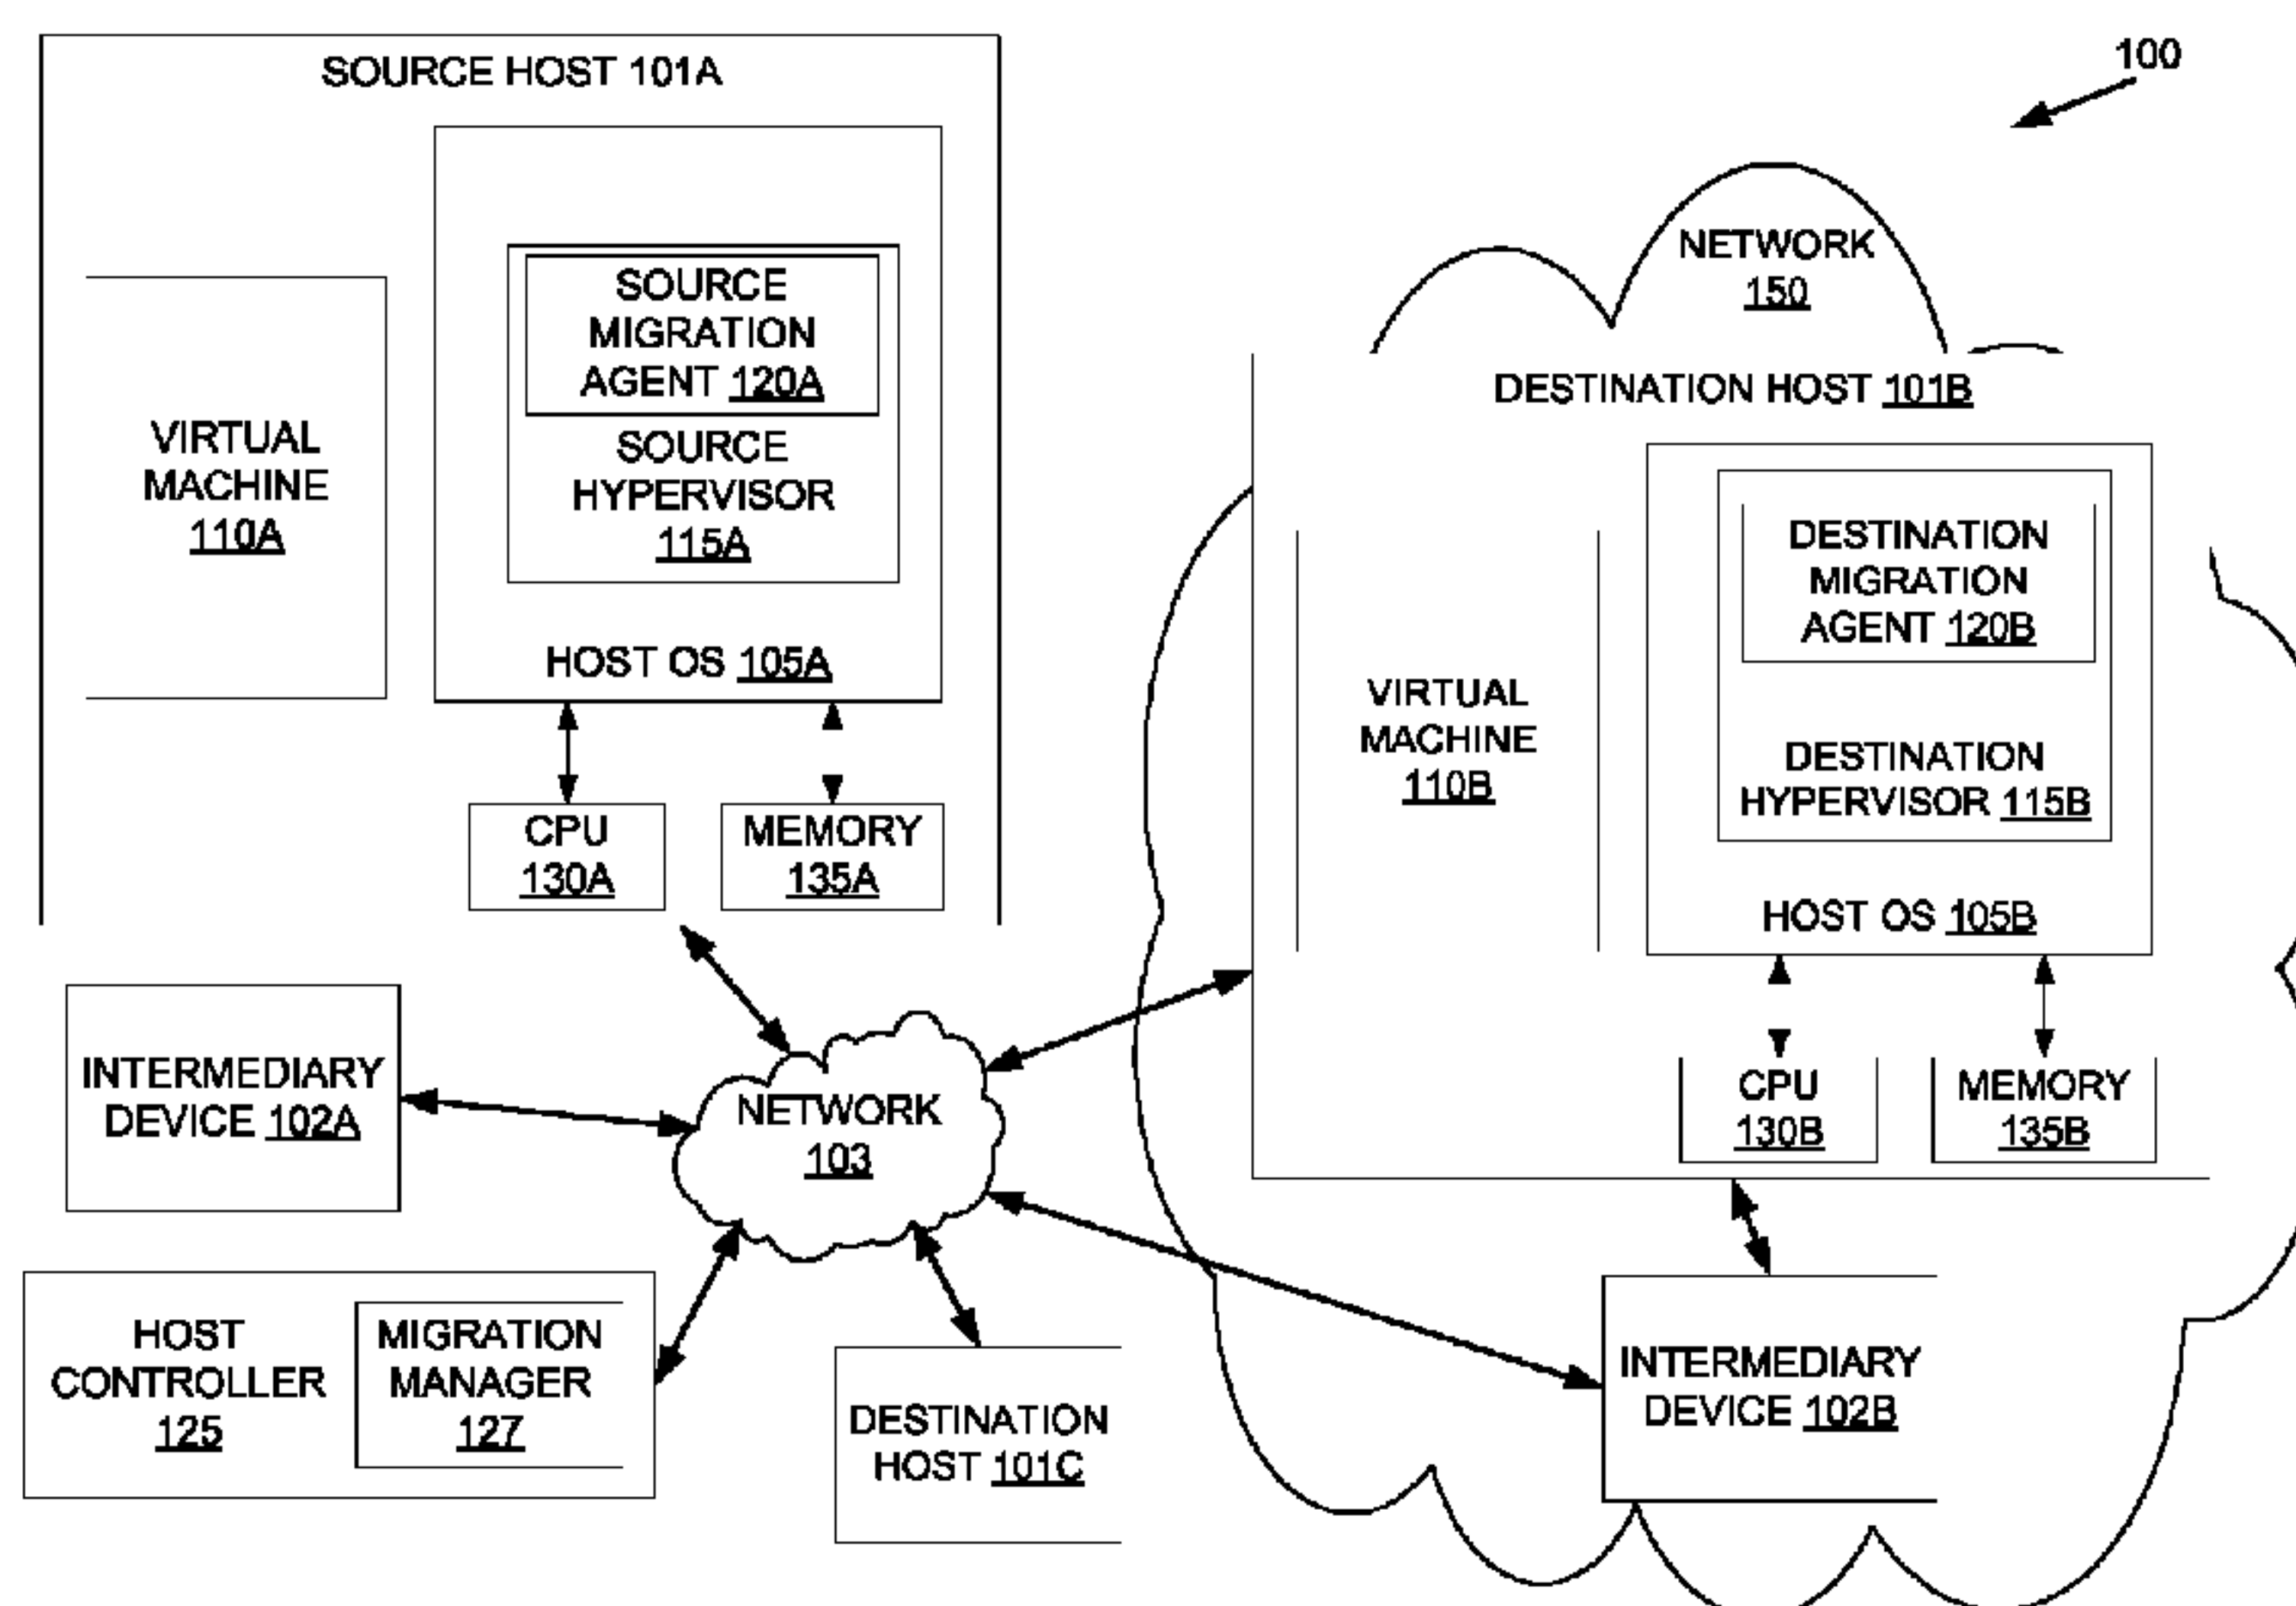 SOURCE HOST 101A
100
SOURCE
MIGRATION
AGENT 120A
SOURCE
HYPERVISOR
115A
VIRTUAL
MACHINE
110A
HOST OS 105A
CPU
130A
MEMORY
135A
NETWORK
150
DESTINATION HOST 101B
DESTINATION
MIGRATION
AGENT 120B
VIRTUAL
MACHINE
110B
DESTINATION
HYPERVISOR 115B
HOST OS 105B
CPU
130B
MEMORY
135B
INTERMEDIARY
DEVICE 102A
NETWORK
103
HOST
CONTROLLER
125
MIGRATION
MANAGER
127
DESTINATION
HOST 101C
INTERMEDIARY
DEVICE 102B